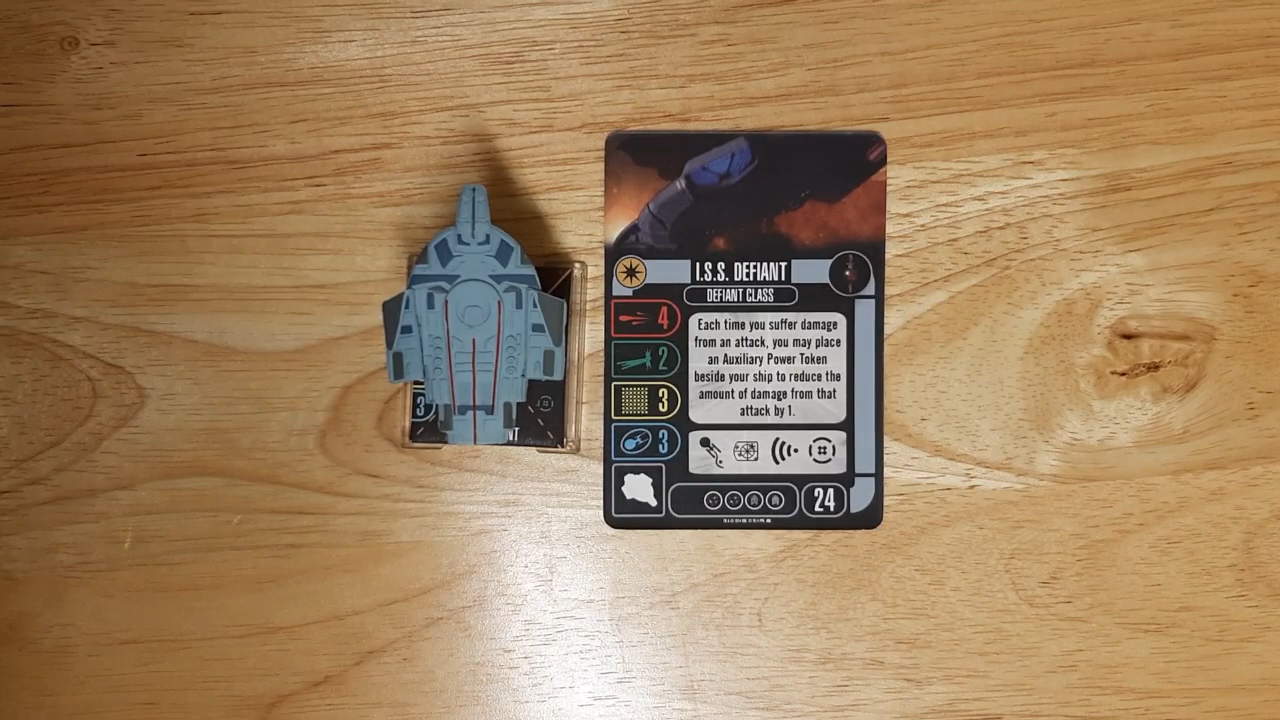 I.S.S. DEFIANT
DEFIANT CLASS
4
2
3
3
Each time you suffer damage
from an attack, you may place
an Auxiliary Power Token
beside your ship to reduce the
amount of damage from that
attack by 1.
24
3